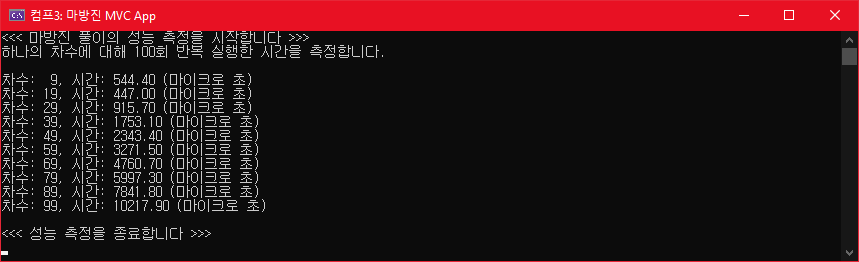 컴프3: 마방진 MVC App
<<< 마방진 풀이의 성능 측정을 시작합니다 >>>
하나의 차수에 대해 100회 반복 실행한 시간을 측정합니다.
차수:  9, 시간: 544.40 (마이크로 초)
차수: 19, 시간: 447.00 (마이크로 초)
차수: 29, 시간: 915.70 (마이크로 초)
차수: 39, 시간: 1753.10 (마이크로 초)
차수: 49, 시간: 2343.40 (마이크로 초)
차수: 59, 시간: 3271.50 (마이크로 초)
차수: 69, 시간: 4760.70 (마이크로 초)
차수: 79, 시간: 5997.30 (마이크로 초)
차수: 89, 시간: 7841.80 (마이크로 초)
차수: 99, 시간: 10217.90 (마이크로 초)
<<< 성능 측정을 종료합니다 >>>